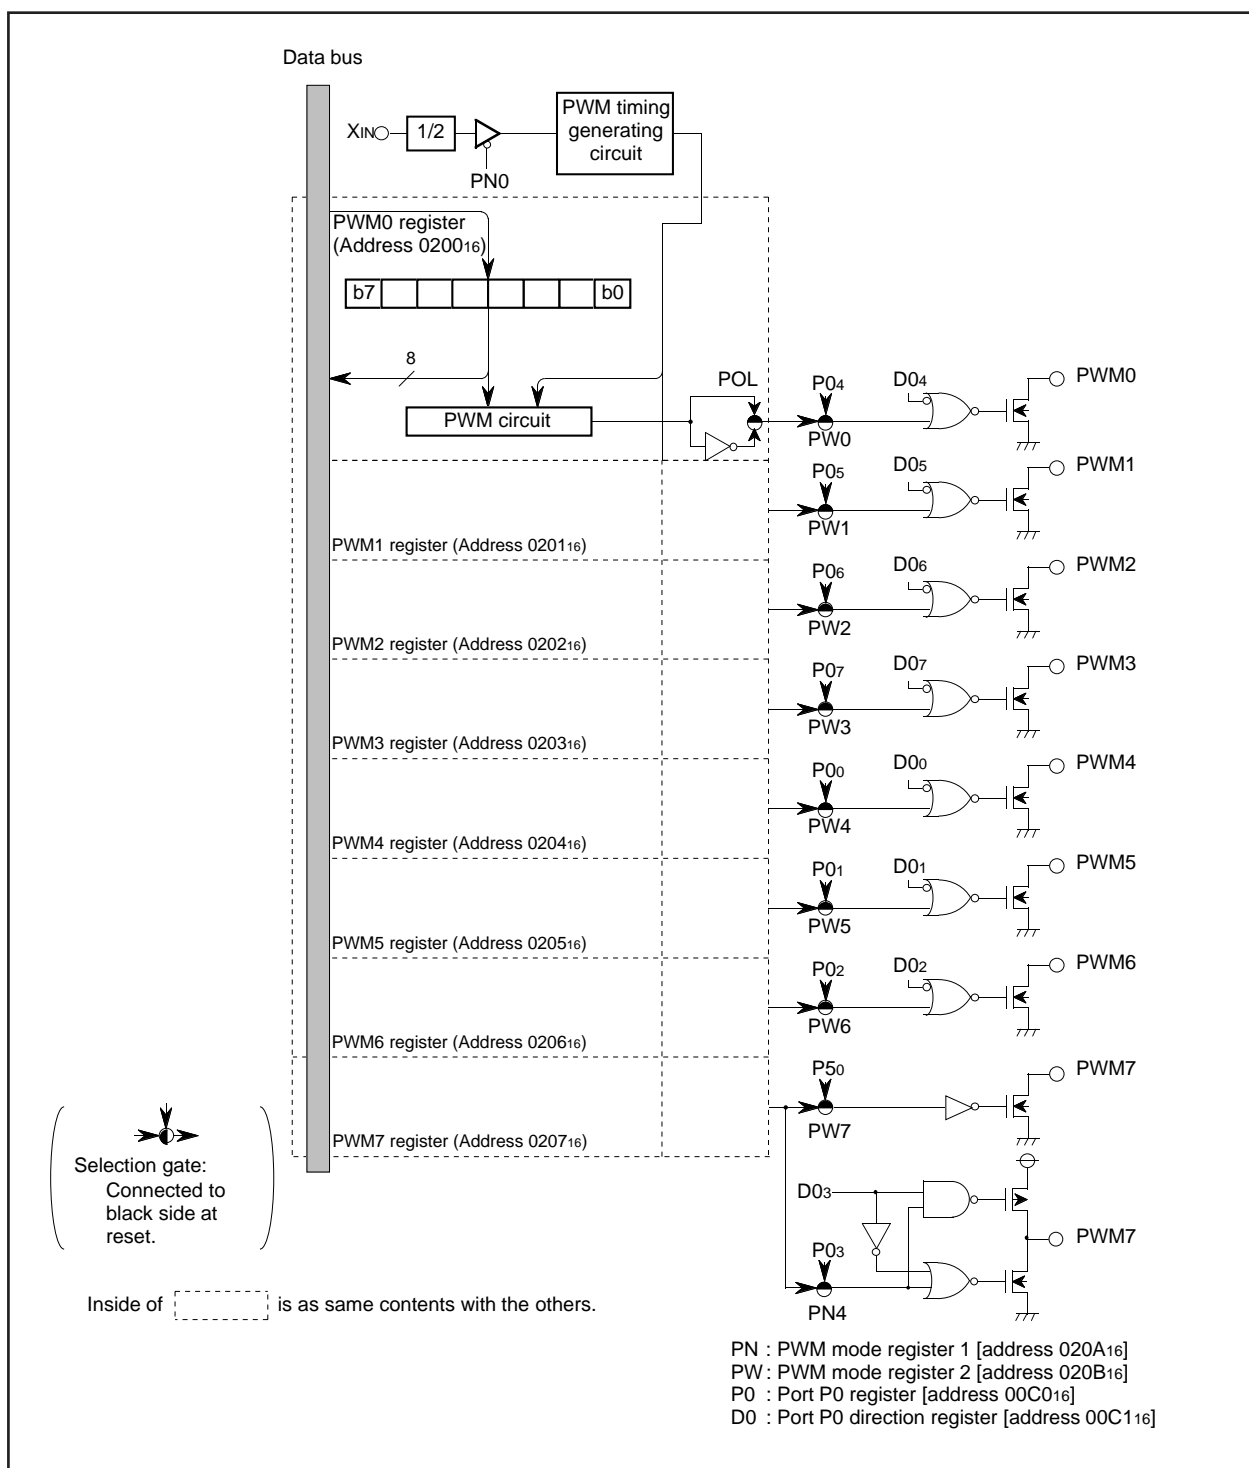 Data bus
XIN
1/2
PN0
PWM timing
generating
circuit
PWM0 register
(Address 020016)
b7
b0
8
PWM circuit
POL
P04
PW0
D04
PWM0
P05
PW1
D05
PWM1
PWM1 register (Address 020116)
P06
PW2
D06
PWM2
PWM2 register (Address 020216)
P07
PW3
D07
PWM3
PWM3 register (Address 020316)
P00
PW4
D00
PWM4
PWM4 register (Address 020416)
P01
PW5
D01
PWM5
PWM5 register (Address 020516)
P02
PW6
D02
PWM6
PWM6 register (Address 020616)
P50
PW7
PWM7
PWM7 register (Address 020716)
D03
P03
PN4
PWM7
Selection gate:
Connected to
black side at
reset.
Inside of is as same contents with the others.
PN : PWM mode register 1 [address 020A16]
PW : PWM mode register 2 [address 020B16]
P0 : Port P0 register [address 00C016]
D0 : Port P0 direction register [address 00C116]